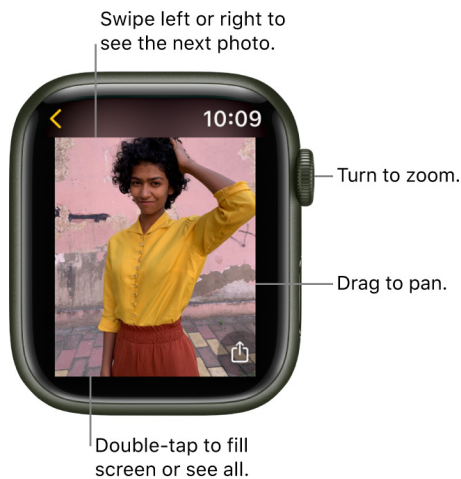 Swipe left or right to
see the next photo.
10:09
Turn to zoom.
Drag to pan.
Double-tap to fill
screen or see all.